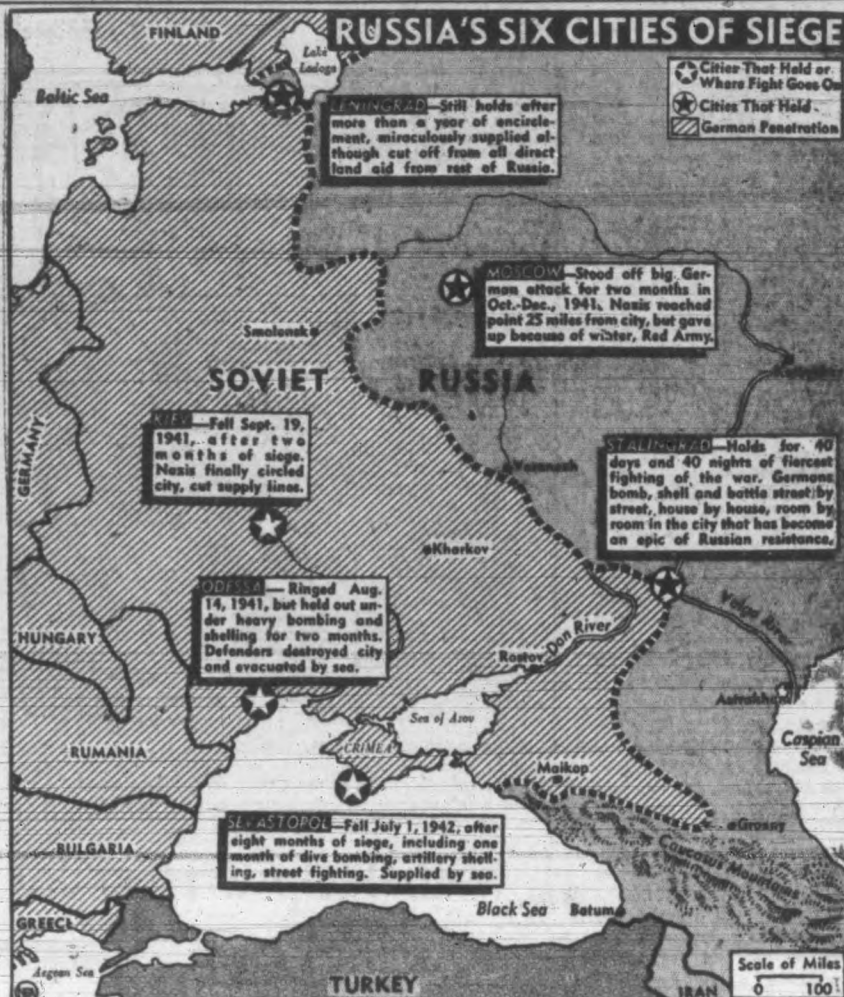 RUSSIA'S SIX CITIES OF SIEGE
Cities That Held or
Where Fight Goes On
Cities That Held
German Penetration
FINLAND
Lake
Ladoga
Baltic Sea
LENINGRAD—Still holds after
more than a year of encircle-
ment, miraculously supplied al-
though cut off from all direct
land aid from rest of Russia.
MOSCOW—Stood off big Ger-
man attack for two months in
Oct.-Dec., 1941. Nazis reached
point 25 miles from city, but gave
up because of winter, Red Army.
Smolensk
SOVIET RUSSIA
GERMANY
KIEV—Fell Sept. 19,
1941, after two
months of siege.
Nazis finally circled
city, cut supply lines.
Voronezh
STALINGRAD—Holds for 40
days and 40 nights of fiercest
fighting of the war. Germans
bomb, shell and battle street by
street, house by house, room by
room in the city that has become
an epic of Russian resistance.
Kharkov
ODESSA—Ringed Aug.
14, 1941, but held out un-
der heavy bombing and
shelling for two months.
Defenders destroyed city
and evacuated by sea.
HUNGARY
Rostov
Don River
Volga River
Astrakhan
Sea of Azov
CRIMEA
Caspian
Sea
RUMANIA
Maikop
Grozny
Caucasus Mountains
SEVASTOPOL—Fell July 1, 1942, after
eight months of siege, including one
month of dive bombing, artillery shell-
ing, street fighting. Supplied by sea.
BULGARIA
GREECE
Black Sea
Batum
Aegean Sea
TURKEY
IRAN
Scale of Miles
0 100